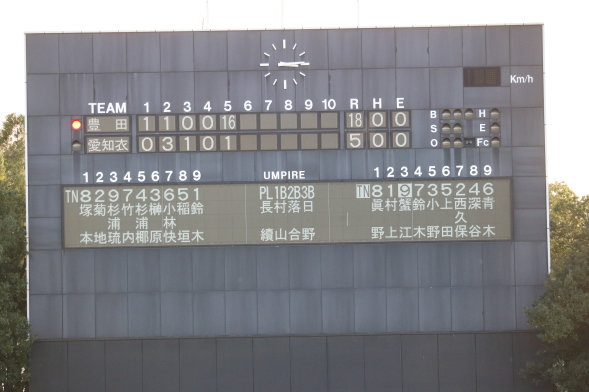 Km/h
TEAM 1 2 3 4 5 6 7 8 9 10 R H E
豊田 1 1 0 0 16 18 0 0
愛知衣 0 3 1 0 1 5 0 0
B H
S E
O Fc
1 2 3 4 5 6 7 8 9 UMPIRE 1 2 3 4 5 6 7 8 9
TN 8 2 9 7 4 3 6 5 1 PL 1B 2B 3B TN 8 1 9 7 3 5 2 4 6
塚菊杉竹杉榊小稲鈴 長村落日 眞村蟹鈴小上西深青
浦浦林 久
本地琉内椰原快垣木 績山合野 野上江木野田保谷木